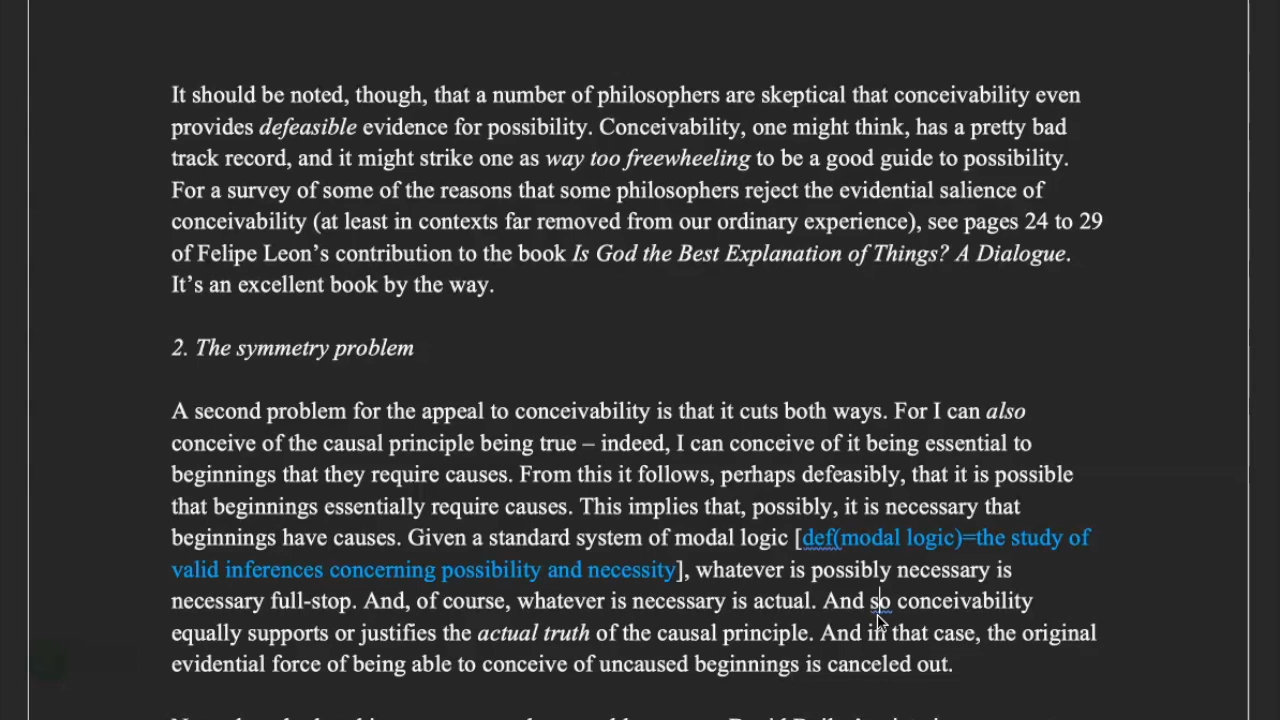 It should be noted, though, that a number of philosophers are skeptical that conceivability even
provides defeasible evidence for possibility. Conceivability, one might think, has a pretty bad
track record, and it might strike one as way too freewheeling to be a good guide to possibility.
For a survey of some of the reasons that some philosophers reject the evidential salience of
conceivability (at least in contexts far removed from our ordinary experience), see pages 24 to 29
of Felipe Leon’s contribution to the book Is God the Best Explanation of Things? A Dialogue.
It’s an excellent book by the way.
2. The symmetry problem
A second problem for the appeal to conceivability is that it cuts both ways. For I can also
conceive of the causal principle being true – indeed, I can conceive of it being essential to
beginnings that they require causes. From this it follows, perhaps defeasibly, that it is possible
that beginnings essentially require causes. This implies that, possibly, it is necessary that
beginnings have causes. Given a standard system of modal logic [def(modal logic)=the study of
valid inferences concerning possibility and necessity], whatever is possibly necessary is
necessary full-stop. And, of course, whatever is necessary is actual. And so conceivability
equally supports or justifies the actual truth of the causal principle. And in that case, the original
evidential force of being able to conceive of uncaused beginnings is canceled out.